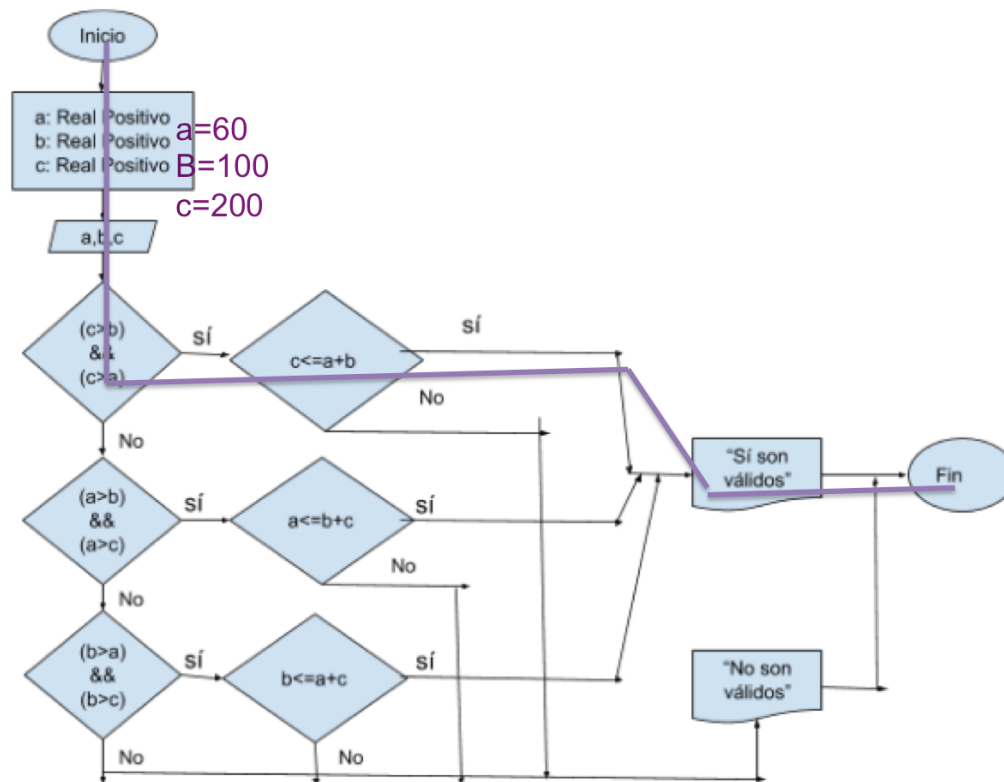 Inicio
a: Real Positivo
b: Real Positivo
c: Real Positivo
a=60
B=100
c=200
a,b,c
(c>b)
&&
(c>a)
sí
c<=a+b
sí
No
No
(a>b)
&&
(a>c)
sí
a<=b+c
sí
No
No
(b>a)
&&
(b>c)
sí
b<=a+c
sí
No
No
“Sí son
válidos”
Fin
“No son
válidos”